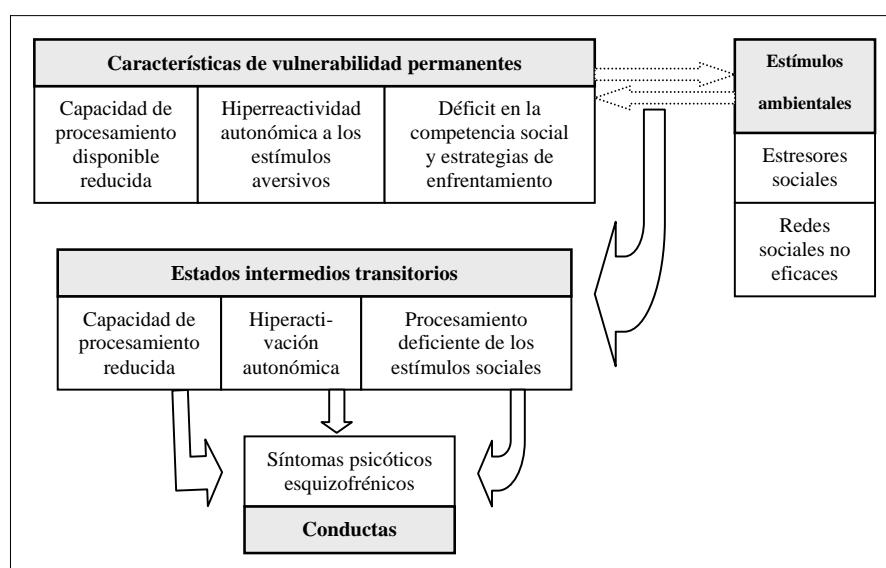 Características de vulnerabilidad permanentes
Capacidad de
procesamiento
disponible
reducida
Hiperreactividad
autonómica a los
estímulos
aversivos
Déficit en la
competencia social
y estrategias de
enfrentamiento
Estímulos
ambientales
Estresores
sociales
Redes
sociales no
eficaces
Estados intermedios transitorios
Capacidad de
procesamiento
reducida
Hiperacti-
vación
autonómica
Procesamiento
deficiente de los
estímulos sociales
Síntomas psicóticos
esquizofrénicos
Conductas